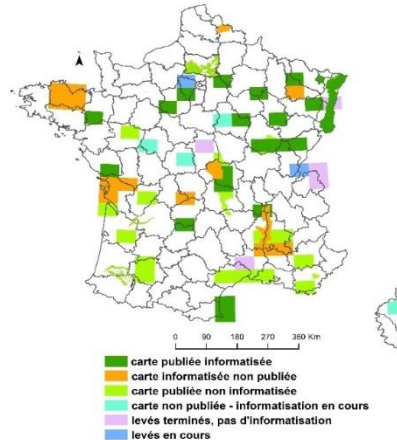 0 90 180 270 360 Km
carte publiée informatisée
carte informatisée non publiée
carte publiée non informatisée
carte non publiée - informatisation en cours
levés terminés, pas d'informatisation
levés en cours